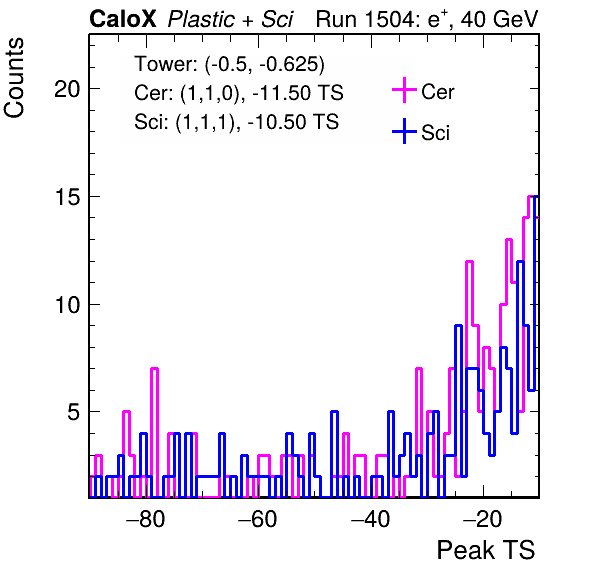 CaloX Plastic + Sci Run 1504: e⁺, 40 GeV
Counts
Tower: (-0.5, -0.625)
Cer: (1,1,0), -11.50 TS
Sci: (1,1,1), -10.50 TS
Cer
Sci
20
15
10
5
−80 −60 −40 −20
Peak TS